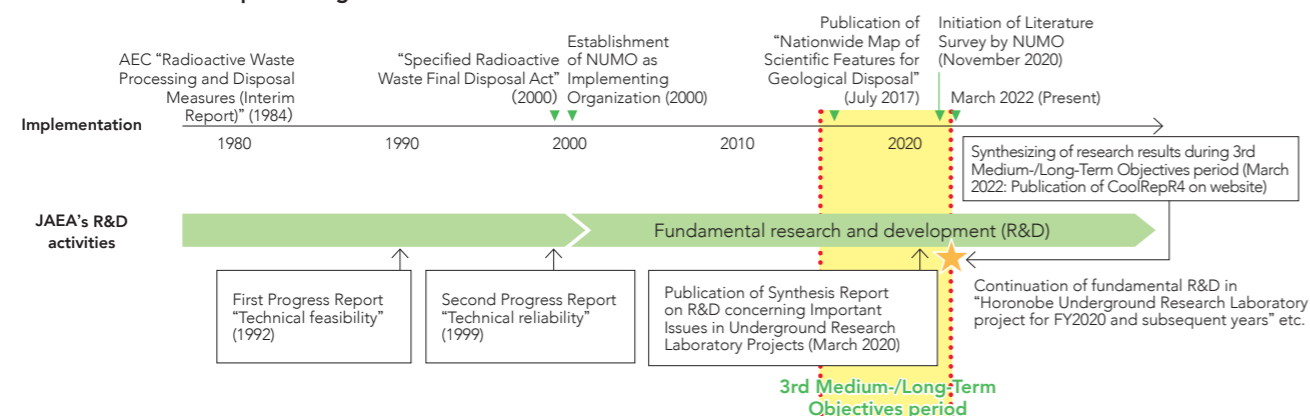 AEC “Radioactive Waste
Processing and Disposal
Measures (Interim
Report)” (1984)
“Specified Radioactive
Waste Final Disposal Act”
(2000)
Establishment
of NUMO as
Implementing
Organization (2000)
Publication of
“Nationwide Map of
Scientific Features for
Geological Disposal”
(July 2017)
Initiation of Literature
Survey by NUMO
(November 2020)
March 2022 (Present)
Implementation
1980
1990
2000
2010
2020
Synthesizing of research results during 3rd
Medium-/Long-Term Objectives period (March
2022: Publication of CoolRepR4 on website)
JAEA’s R&D
activities
Fundamental research and development (R&D)
First Progress Report
“Technical feasibility”
(1992)
Second Progress Report
“Technical reliability”
(1999)
Publication of Synthesis Report
on R&D concerning Important
Issues in Underground Research
Laboratory Projects (March 2020)
Continuation of fundamental R&D in
“Horonobe Underground Research Laboratory
project for FY2020 and subsequent years” etc.
3rd Medium-/Long-Term
Objectives period